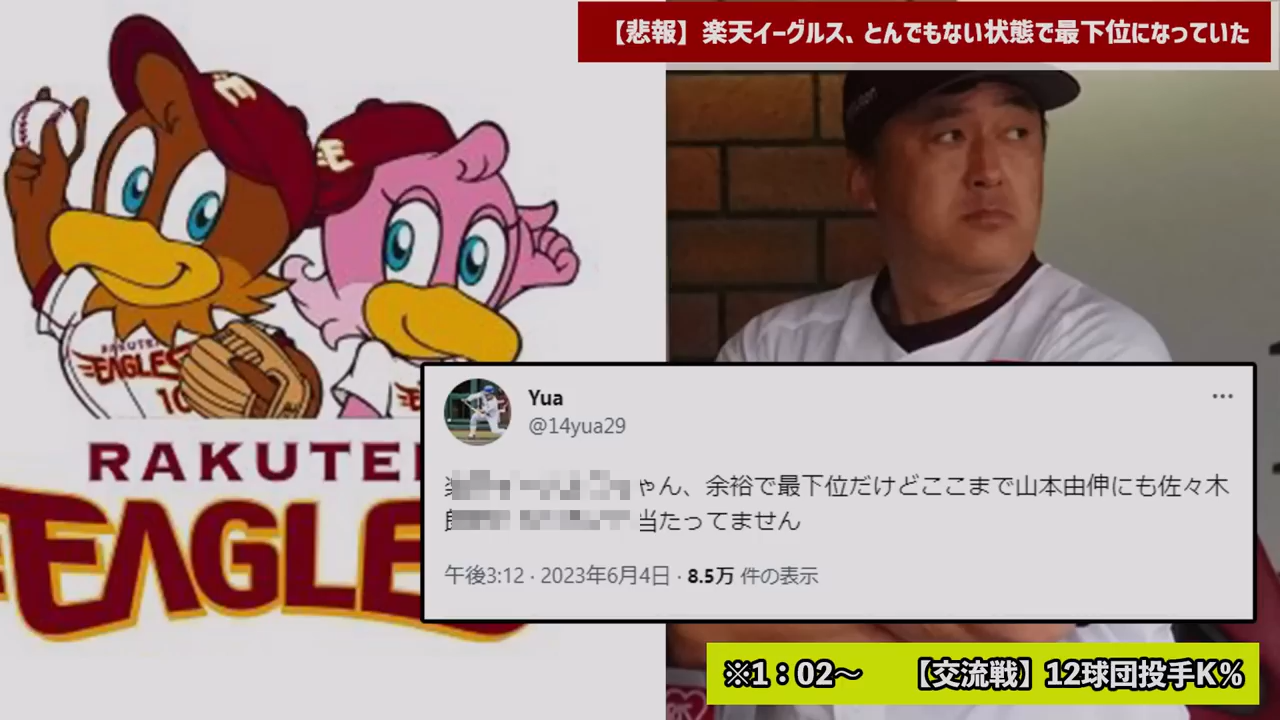 【悲報】楽天イーグルス、とんでもない状態で最下位になっていた
RAKUTEN
EAGLES
10
RAKUTE
EAGLE
Yua
@14yua29
ゃん、余裕で最下位だけどここまで山本由伸にも佐々木
当たってません
午後3:12 · 2023年6月4日 · 8.5万 件の表示
※1：02～ 【交流戦】12球団投手K%